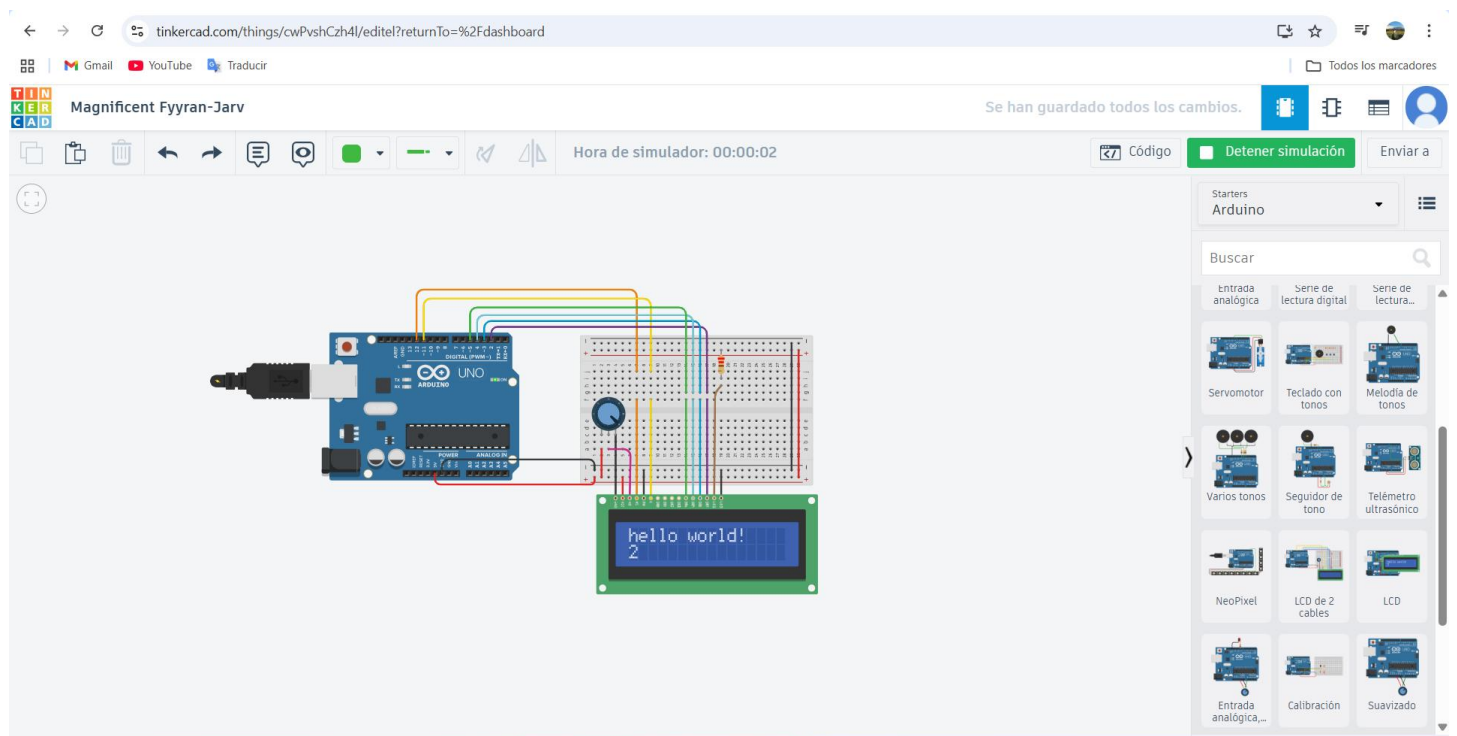 tinkercad.com/things/cwPvshCzh4l/editel?returnTo=%2Fdashboard
Gmail YouTube Traducir Todos los marcadores
TINKERCAD
Magnificent Fyyran-Jarv
Se han guardado todos los cambios.
Hora de simulador: 00:00:02
Código
Detener simulación
Enviar a
Starters
Arduino
Buscar
Entrada analógica
Serie de lectura digital
Serie de lectura...
Servomotor
Teclado con tonos
Melodía de tonos
Varios tonos
Seguidor de tono
Telémetro ultrasónico
NeoPixel
LCD de 2 cables
LCD
Entrada analógica,...
Calibración
Suavizado
DIGITAL (PWM~)
UNO
ARDUINO
POWER
ANALOG IN
hello world!
2